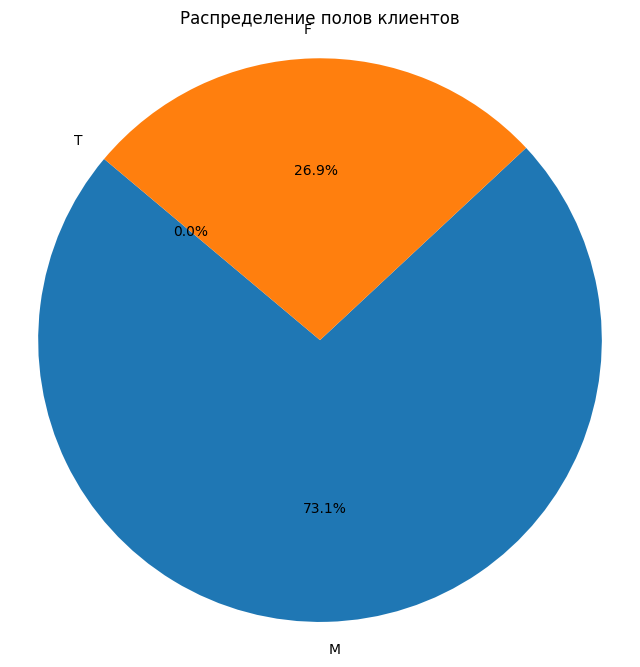 Распределение полов клиентов
F
T
26.9%
0.0%
73.1%
M